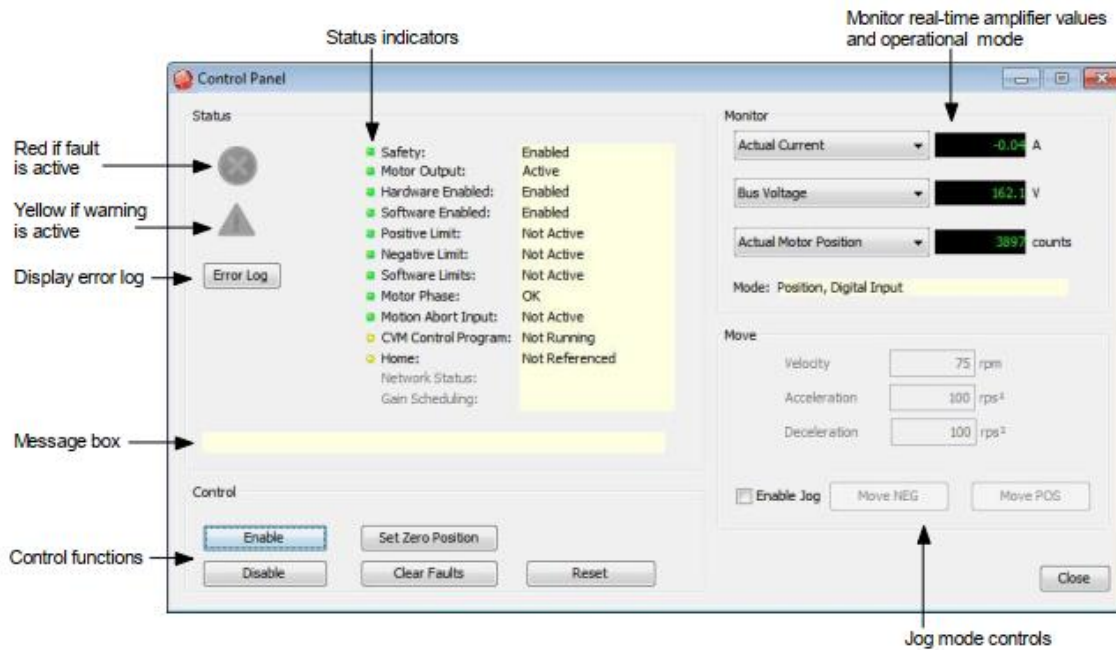 Monitor real-time amplifier values
and operational mode
Status indicators
Control Panel
Status
Red if fault
is active
Yellow if warning
is active
Display error log
Error Log
Safety: Enabled
Motor Output: Active
Hardware Enabled: Enabled
Software Enabled: Enabled
Positive Limit: Not Active
Negative Limit: Not Active
Software Limits: Not Active
Motor Phase: OK
Motion Abort Input: Not Active
CVM Control Program: Not Running
Home: Not Referenced
Network Status:
Gain Scheduling:
Message box
Monitor
Actual Current -0.04 A
Bus Voltage 162.1 V
Actual Motor Position 3897 counts
Mode: Position, Digital Input
Move
Velocity 75 rpm
Acceleration 100 rps²
Deceleration 100 rps²
Enable Jog Move NEG Move POS
Control
Control functions
Enable Set Zero Position
Disable Clear Faults Reset
Close
Jog mode controls